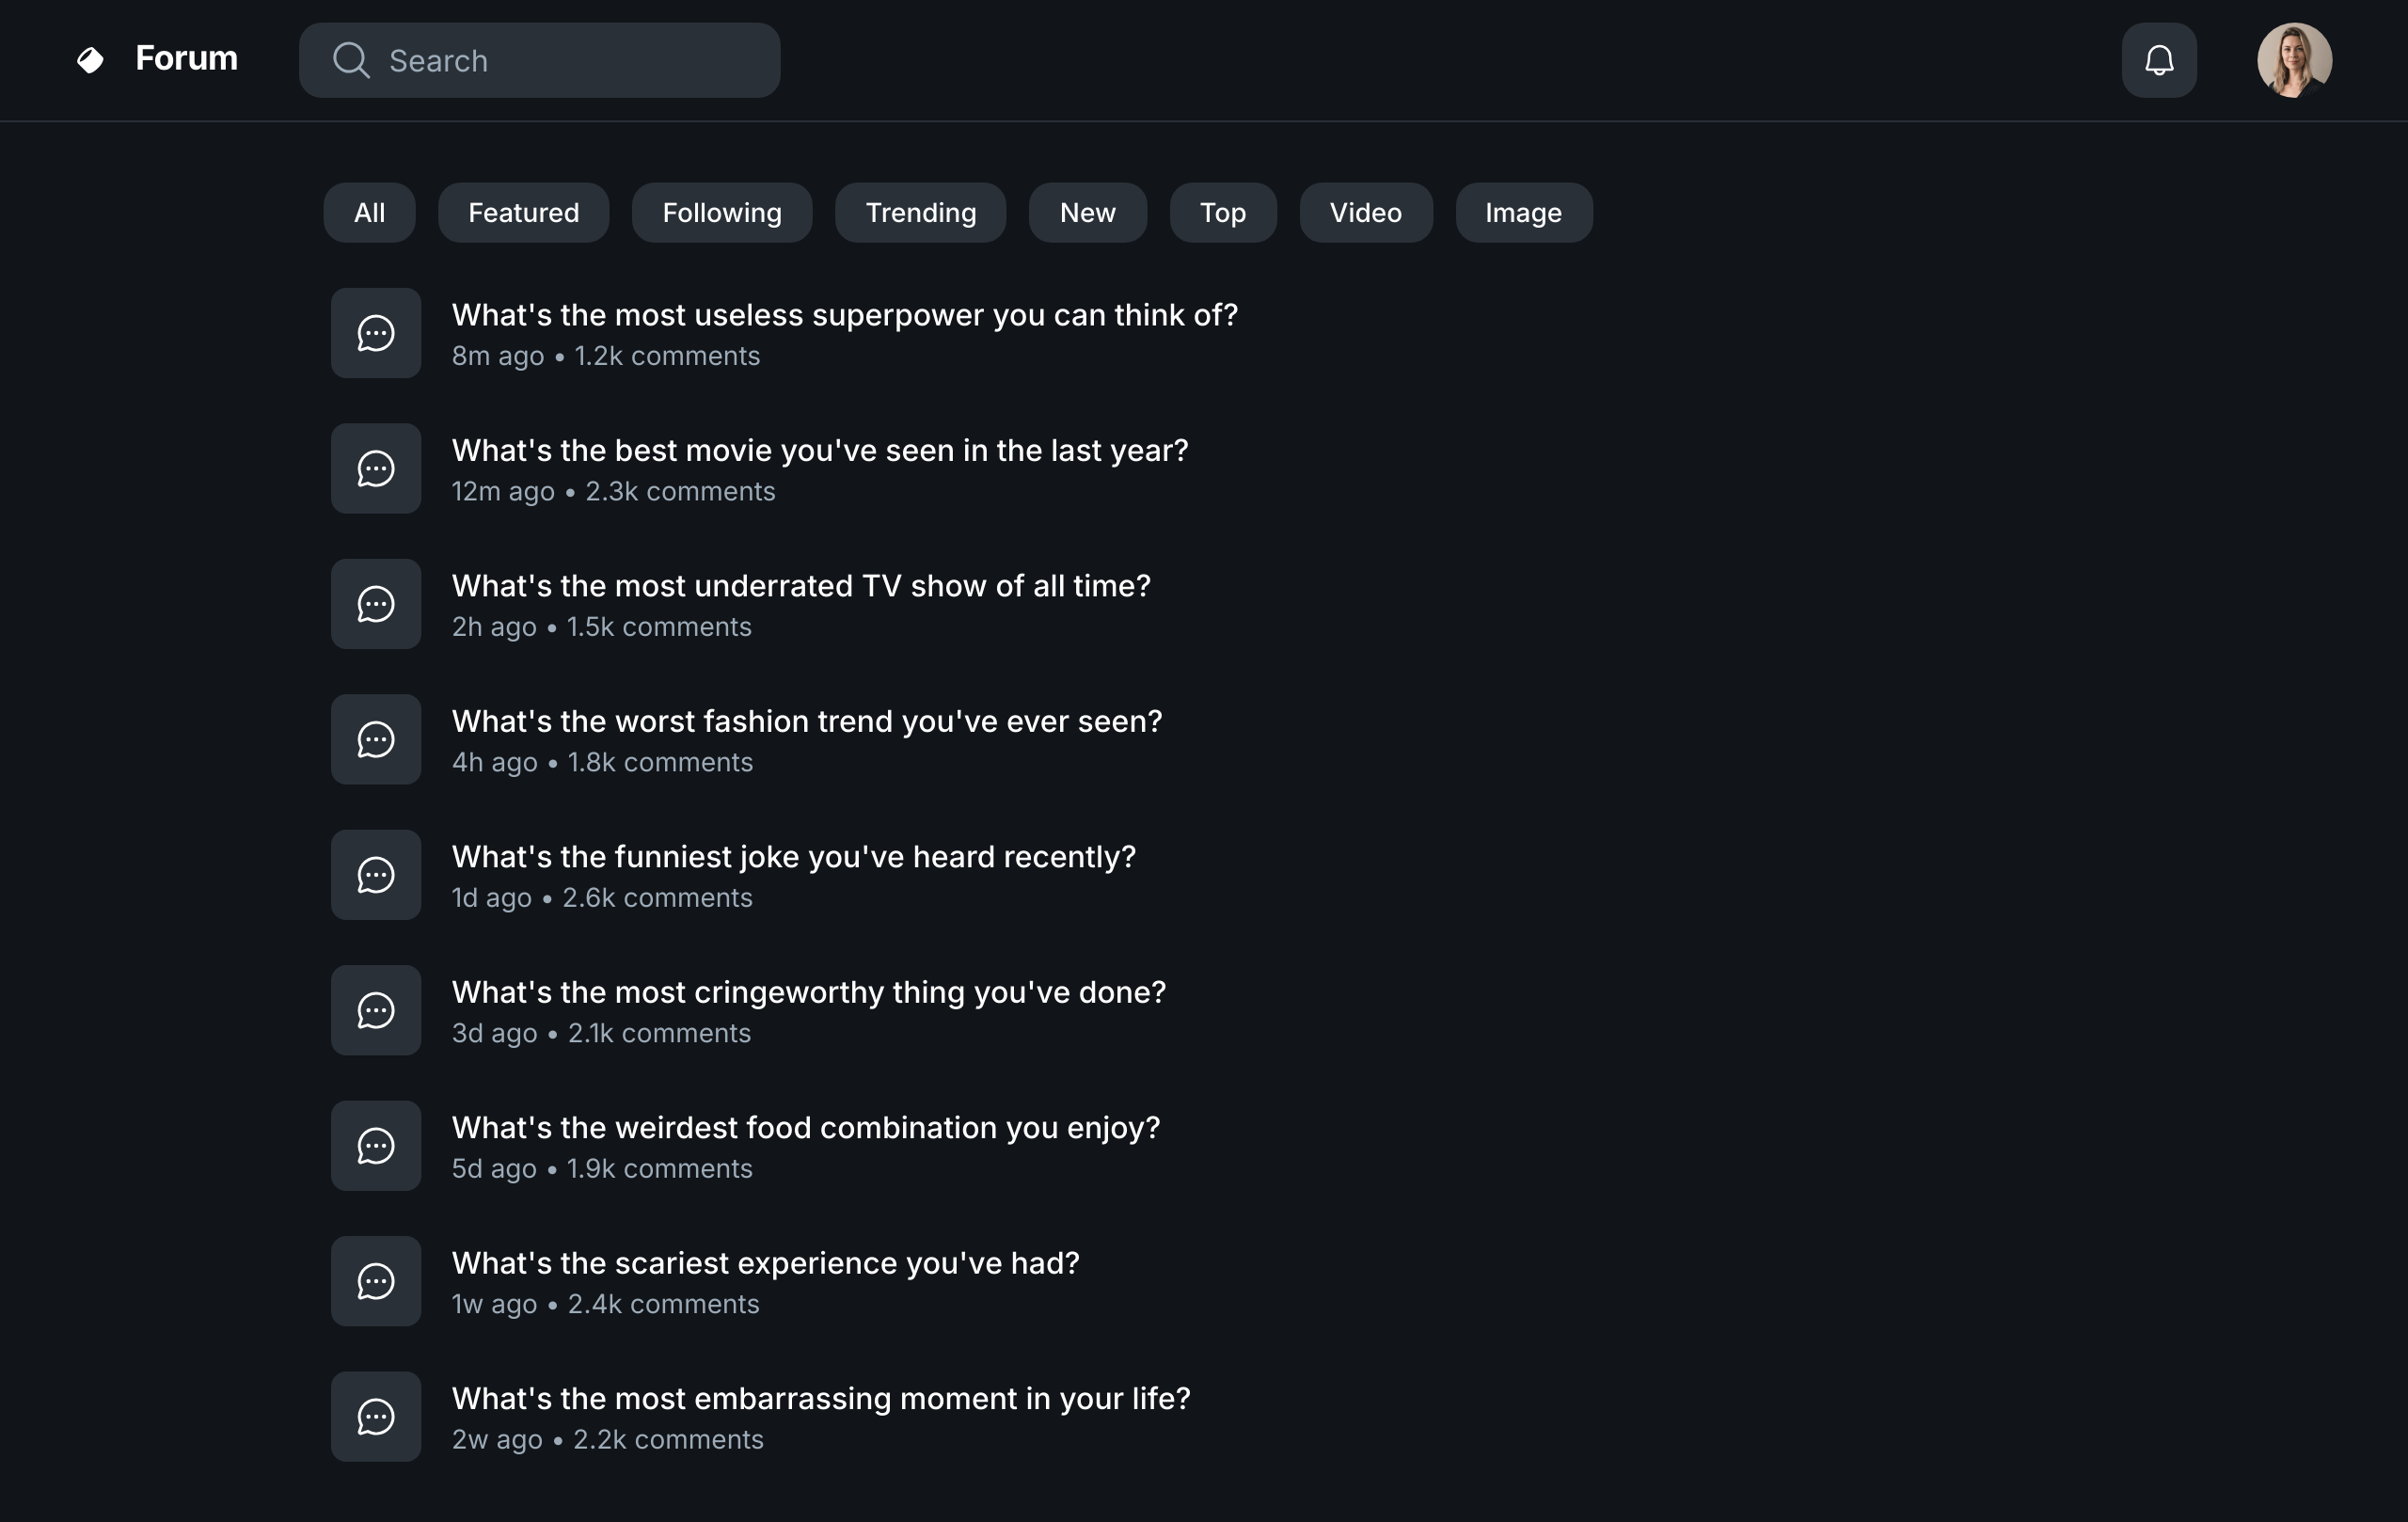 Forum
Search
All
Featured
Following
Trending
New
Top
Video
Image
What's the most useless superpower you can think of?
8m ago • 1.2k comments
What's the best movie you've seen in the last year?
12m ago • 2.3k comments
What's the most underrated TV show of all time?
2h ago • 1.5k comments
What's the worst fashion trend you've ever seen?
4h ago • 1.8k comments
What's the funniest joke you've heard recently?
1d ago • 2.6k comments
What's the most cringeworthy thing you've done?
3d ago • 2.1k comments
What's the weirdest food combination you enjoy?
5d ago • 1.9k comments
What's the scariest experience you've had?
1w ago • 2.4k comments
What's the most embarrassing moment in your life?
2w ago • 2.2k comments